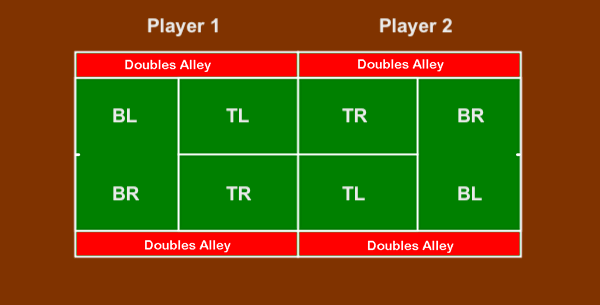 Player 1 Player 2
Doubles Alley Doubles Alley
BL TL TR BR
BR TR TL BL
Doubles Alley Doubles Alley